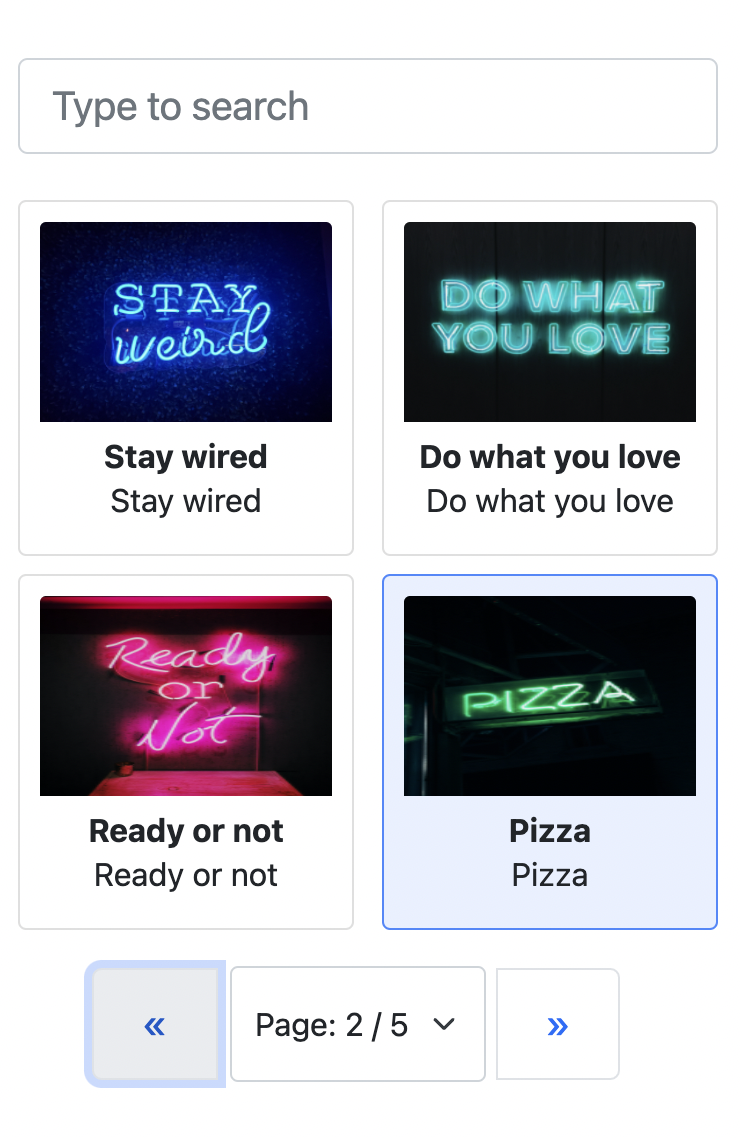 Type to search
STAY
weird
DO WHAT
YOU LOVE
Stay wired
Stay wired
Do what you love
Do what you love
Ready
or
Not
PIZZA
Ready or not
Ready or not
Pizza
Pizza
« Page: 2 / 5 »